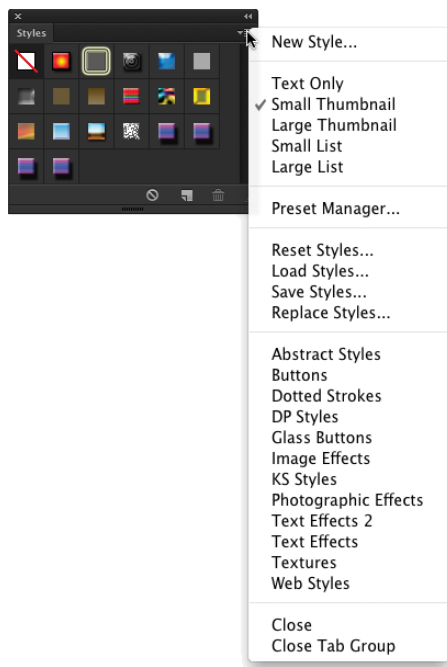 Styles
New Style...
Text Only
Small Thumbnail
Large Thumbnail
Small List
Large List
Preset Manager...
Reset Styles...
Load Styles...
Save Styles...
Replace Styles...
Abstract Styles
Buttons
Dotted Strokes
DP Styles
Glass Buttons
Image Effects
KS Styles
Photographic Effects
Text Effects 2
Text Effects
Textures
Web Styles
Close
Close Tab Group